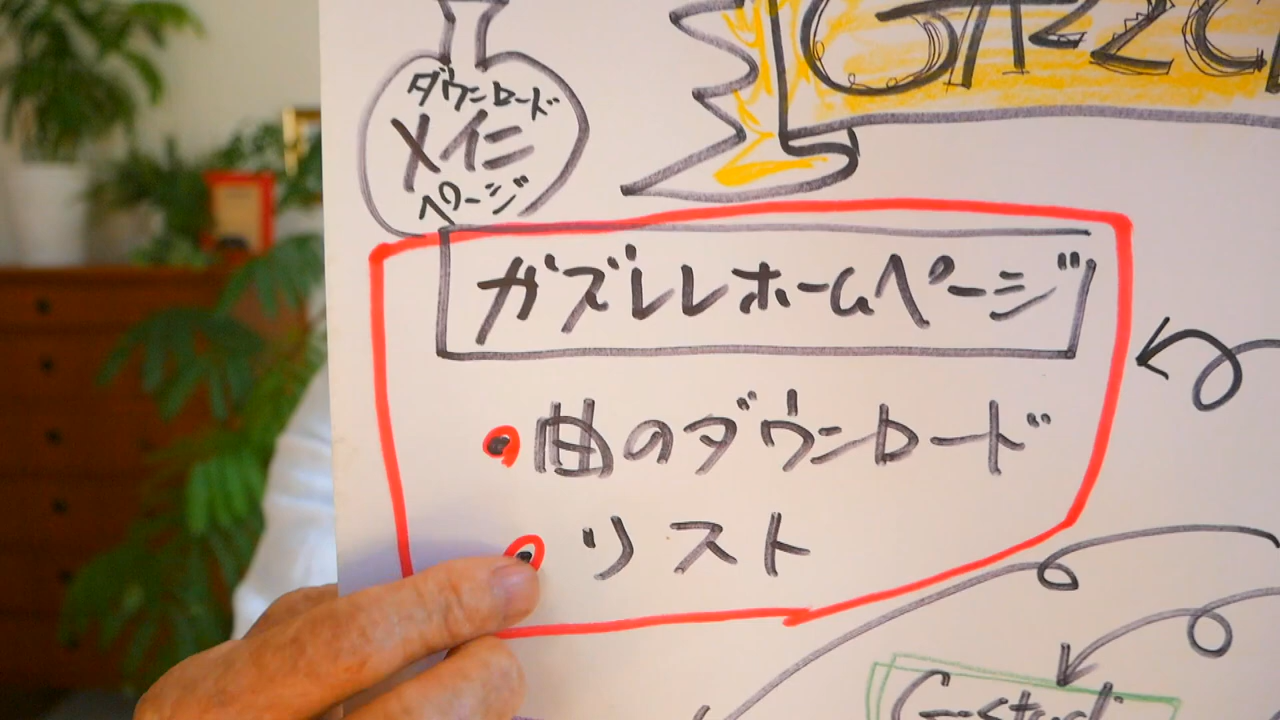 ダウンロード
メイン
ページ
ガズレレホームページ
曲のダウンロード
リスト